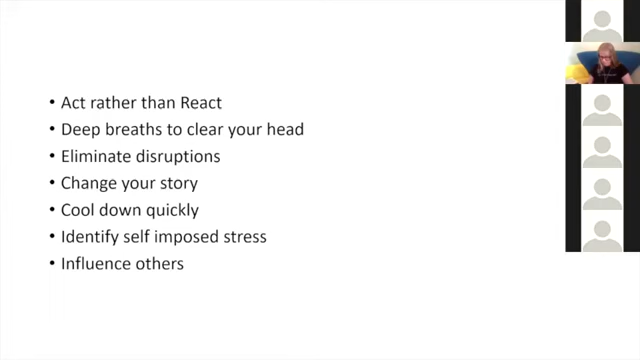 • Act rather than React
• Deep breaths to clear your head
• Eliminate disruptions
• Change your story
• Cool down quickly
• Identify self imposed stress
• Influence others